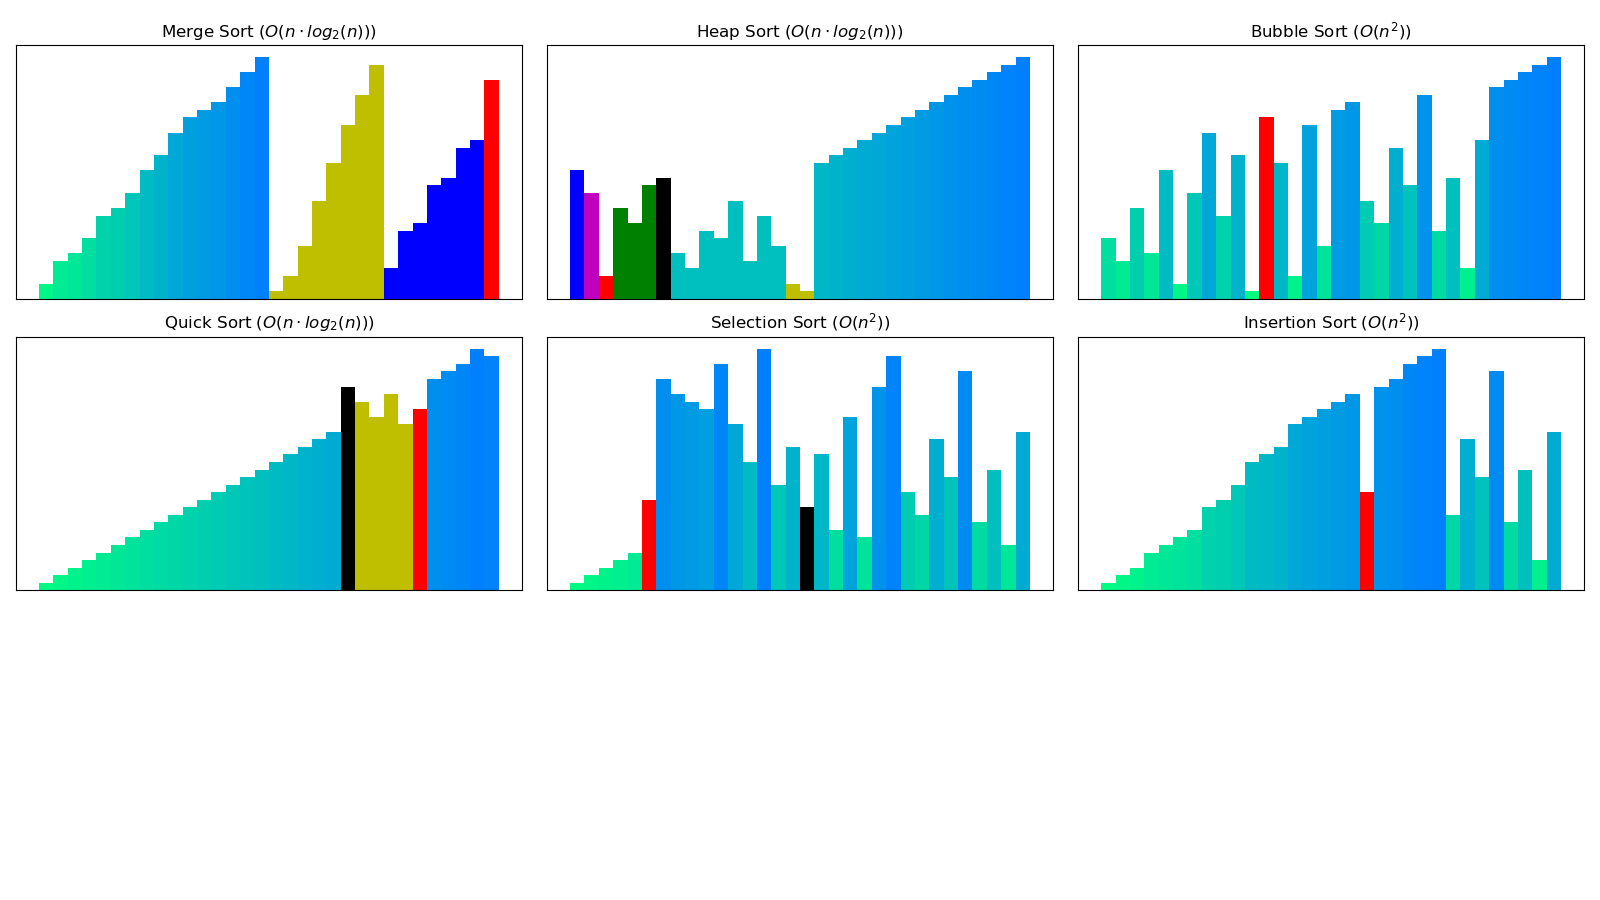 Merge Sort (O(n · log₂(n)))
Heap Sort (O(n · log₂(n)))
Bubble Sort (O(n²))
Quick Sort (O(n · log₂(n)))
Selection Sort (O(n²))
Insertion Sort (O(n²))